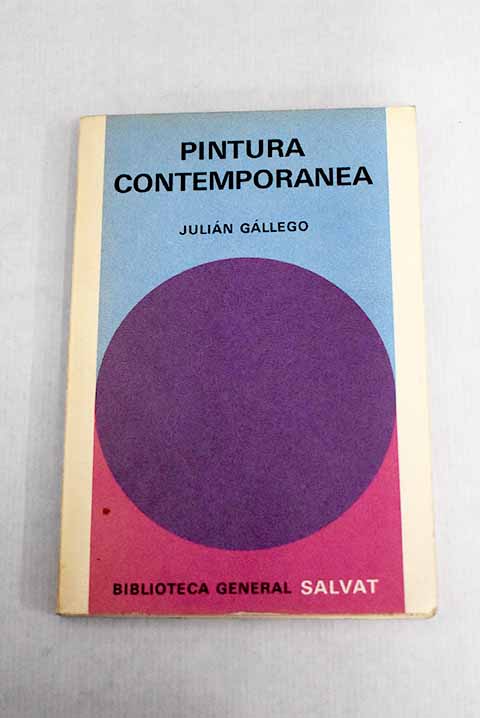 PINTURA
CONTEMPORANEA
JULIÁN GÁLLEGO
BIBLIOTECA GENERAL SALVAT